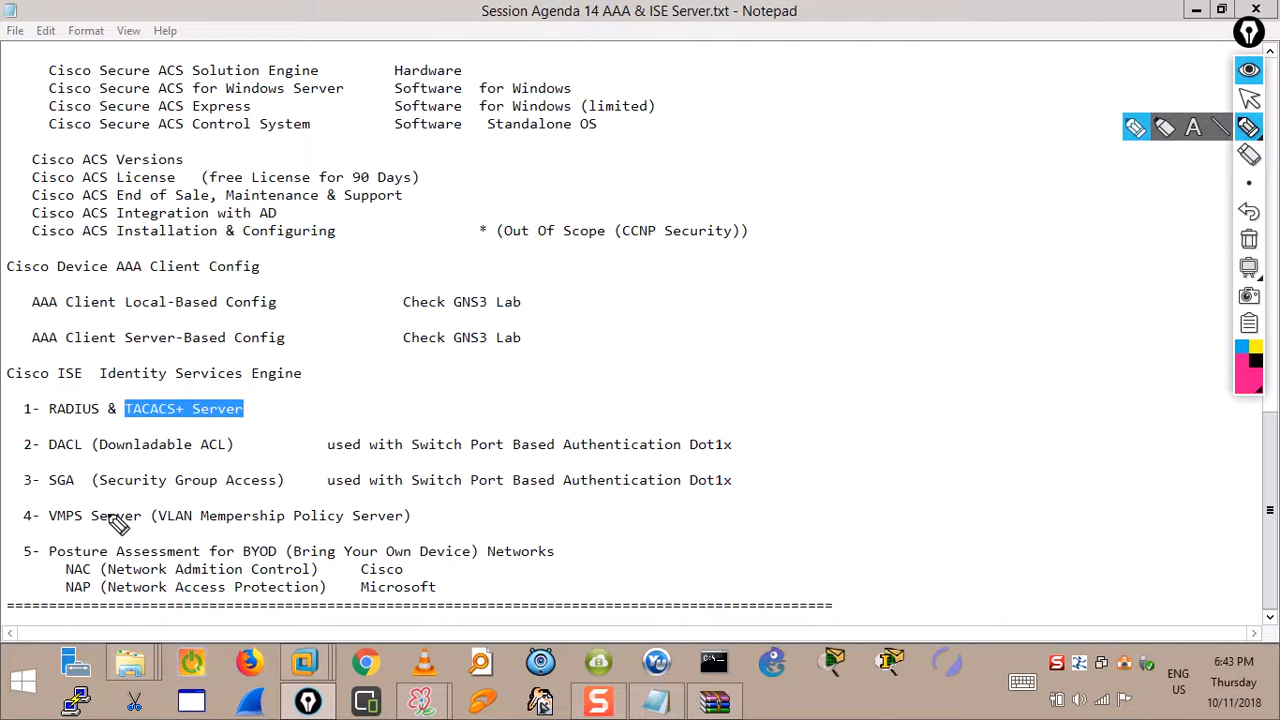 Session Agenda 14 AAA & ISE Server.txt - Notepad
File Edit Format View Help
Cisco Secure ACS Solution Engine Hardware
Cisco Secure ACS for Windows Server Software for Windows
Cisco Secure ACS Express Software for Windows (limited)
Cisco Secure ACS Control System Software Standalone OS
Cisco ACS Versions
Cisco ACS License (free License for 90 Days)
Cisco ACS End of Sale, Maintenance & Support
Cisco ACS Integration with AD
Cisco ACS Installation & Configuring * (Out Of Scope (CCNP Security))
Cisco Device AAA Client Config
AAA Client Local-Based Config Check GNS3 Lab
AAA Client Server-Based Config Check GNS3 Lab
Cisco ISE Identity Services Engine
1- RADIUS & TACACS+ Server
2- DACL (Downladable ACL) used with Switch Port Based Authentication Dot1x
3- SGA (Security Group Access) used with Switch Port Based Authentication Dot1x
4- VMPS Server (VLAN Mempership Policy Server)
5- Posture Assessment for BYOD (Bring Your Own Device) Networks
NAC (Network Admition Control) Cisco
NAP (Network Access Protection) Microsoft
===================================================================================================
ENG
US
6:43 PM
Thursday
10/11/2018